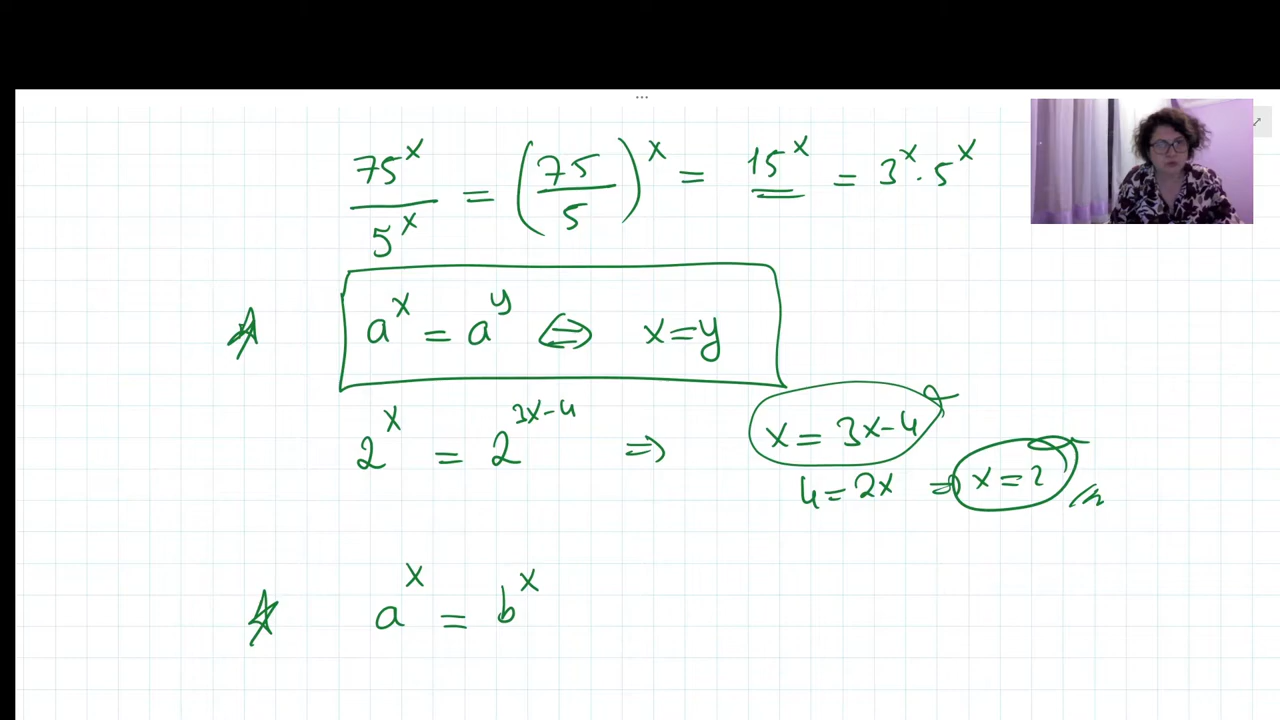 75^x / 5^x = (75/5)^x = 15^x = 3^x · 5^x
a^x = a^y ⇔ x = y
2^x = 2^(3x-4) ⇒ x = 3x-4
4 = 2x ⇒ x = 2
a^x = b^x